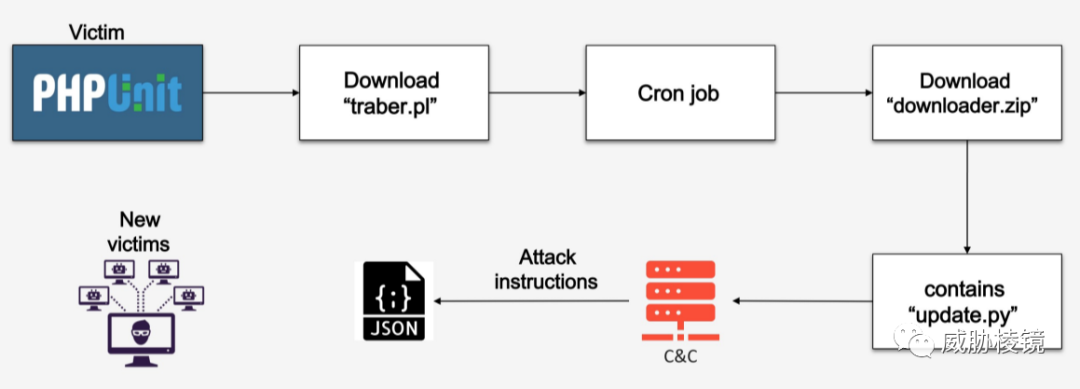 Victim
PHPUnit
Download
“traber.pl”
Cron job
Download
“downloader.zip”
contains
“update.py”
C&C
Attack
instructions
{;}
JSON
New
victims
威胁棱镜